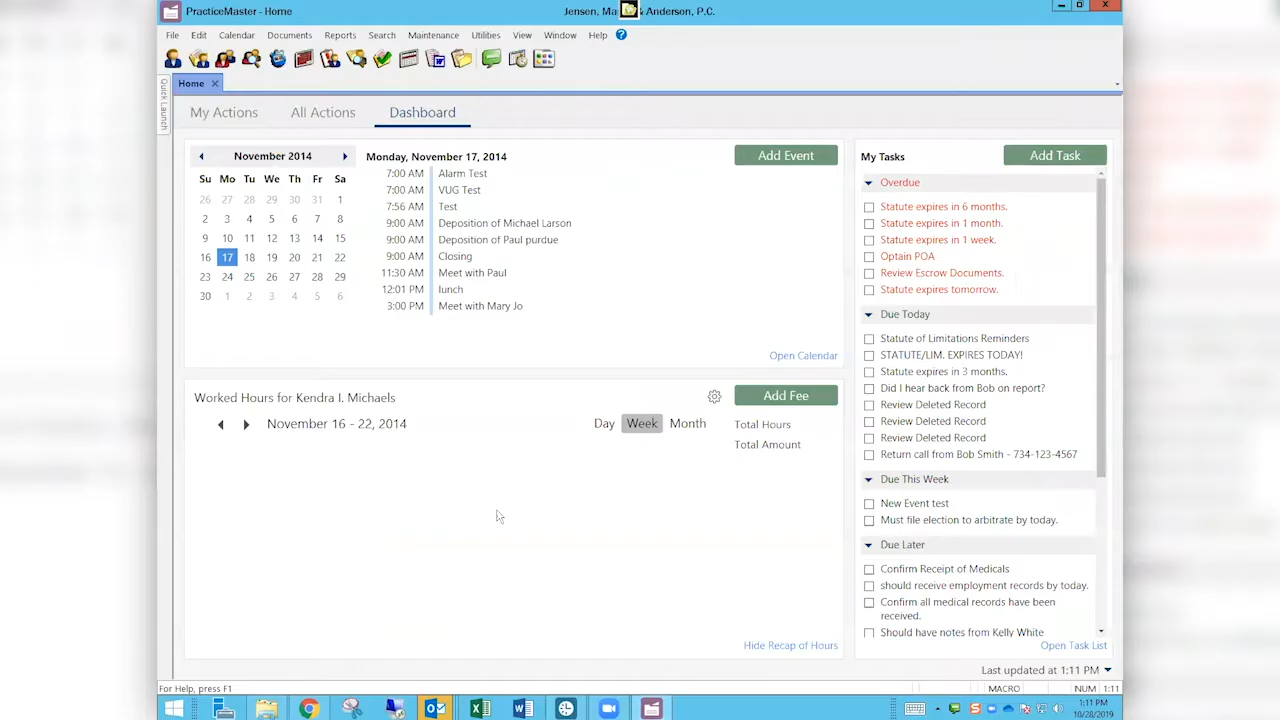 PracticeMaster - Home
Jensen, Ma & Anderson, P.C.
File Edit Calendar Documents Reports Search Maintenance Utilities View Window Help ?
Home
Quick Launch
My Actions All Actions Dashboard
November 2014
Su Mo Tu We Th Fr Sa
26 27 28 29 30 31 1
2 3 4 5 6 7 8
9 10 11 12 13 14 15
16 17 18 19 20 21 22
23 24 25 26 27 28 29
30 1 2 3 4 5 6
Monday, November 17, 2014
Add Event
7:00 AM Alarm Test
7:00 AM VUG Test
7:56 AM Test
9:00 AM Deposition of Michael Larson
9:00 AM Deposition of Paul purdue
9:00 AM Closing
11:30 AM Meet with Paul
12:01 PM lunch
3:00 PM Meet with Mary Jo
Open Calendar
Worked Hours for Kendra I. Michaels
Add Fee
November 16 - 22, 2014
Day Week Month
Total Hours
Total Amount
Hide Recap of Hours
My Tasks
Add Task
Overdue
Statute expires in 6 months.
Statute expires in 1 month.
Statute expires in 1 week.
Optain POA
Review Escrow Documents.
Statute expires tomorrow.
Due Today
Statute of Limitations Reminders
STATUTE/LIM. EXPIRES TODAY!
Statute expires in 3 months.
Did I hear back from Bob on report?
Review Deleted Record
Review Deleted Record
Review Deleted Record
Return call from Bob Smith - 734-123-4567
Due This Week
New Event test
Must file election to arbitrate by today.
Due Later
Confirm Receipt of Medicals
should receive employment records by today.
Confirm all medical records have been
received.
Should have notes from Kelly White
Open Task List
Last updated at 1:11 PM
For Help, press F1
MACRO NUM 1:11
1:11 PM
10/28/2019